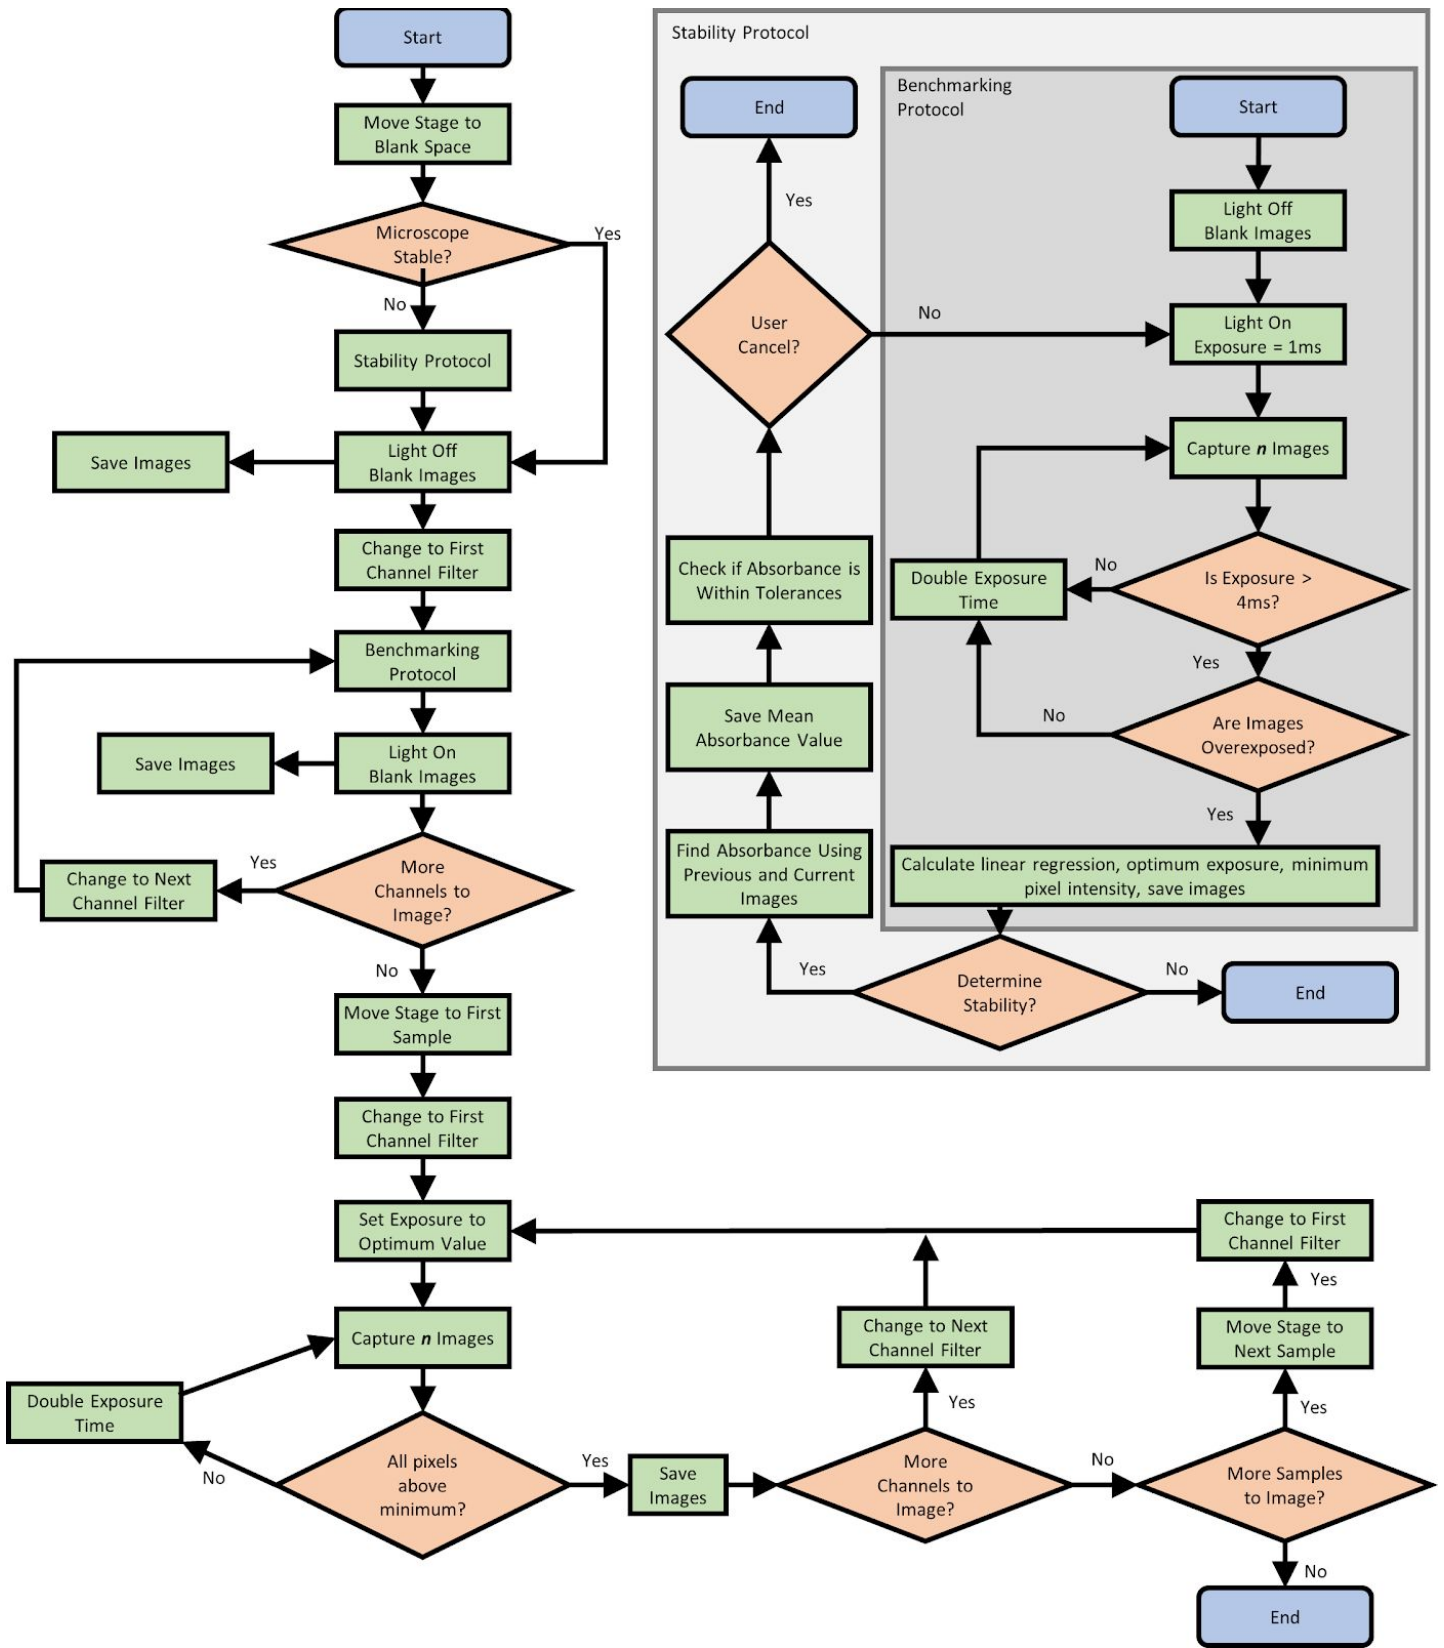 Start
Move Stage to
Blank Space
Microscope
Stable?
Yes
No
Stability Protocol
Light Off
Blank Images
Save Images
Change to First
Channel Filter
Benchmarking
Protocol
Light On
Blank Images
Save Images
More
Channels to
Image?
Yes
Change to Next
Channel Filter
No
Move Stage to First
Sample
Change to First
Channel Filter
Set Exposure to
Optimum Value
Capture n Images
Double Exposure
Time
All pixels
above
minimum?
No
Yes
Save
Images
More
Channels to
Image?
Yes
Change to Next
Channel Filter
No
More Samples
to Image?
Yes
Move Stage to
Next Sample
Yes
Change to First
Channel Filter
No
End
Stability Protocol
Benchmarking
Protocol
Start
Light Off
Blank Images
Light On
Exposure = 1ms
Capture n Images
Is Exposure >
4ms?
No
Double Exposure
Time
Yes
Are Images
Overexposed?
No
Yes
Calculate linear regression, optimum exposure, minimum
pixel intensity, save images
Determine
Stability?
No
End
Yes
Find Absorbance Using
Previous and Current
Images
Save Mean
Absorbance Value
Check if Absorbance is
Within Tolerances
User
Cancel?
No
Yes
End